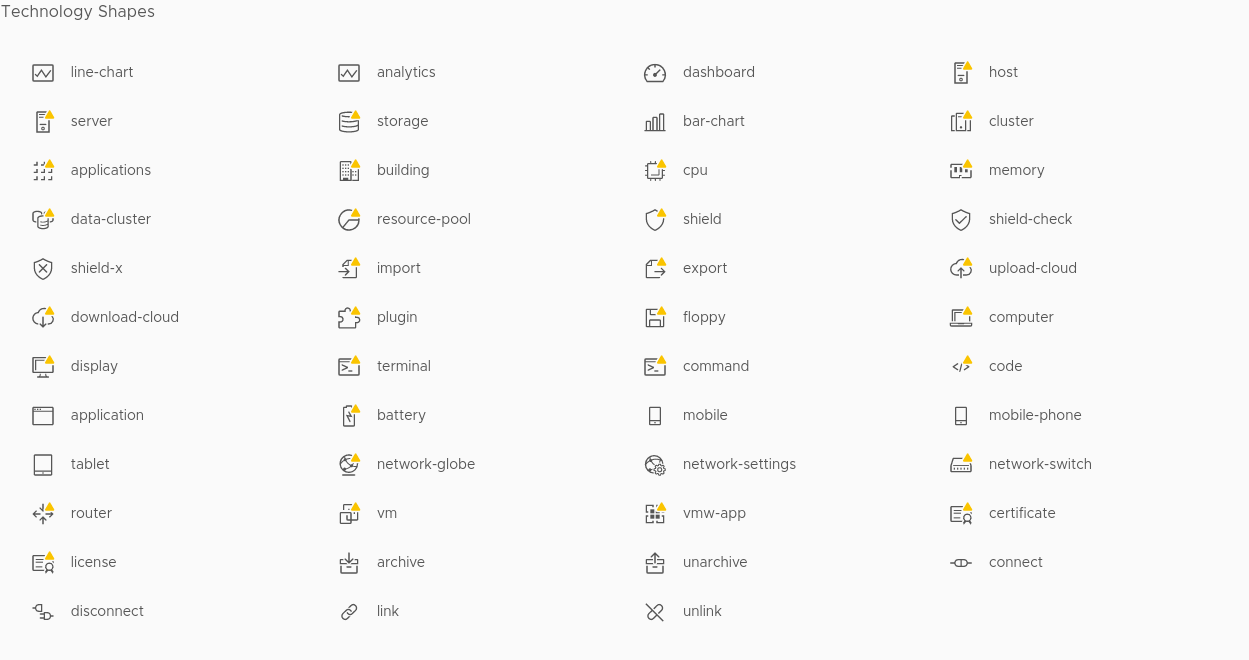 Technology Shapes
line-chart analytics dashboard host
server storage bar-chart cluster
applications building cpu memory
data-cluster resource-pool shield shield-check
shield-x import export upload-cloud
download-cloud plugin floppy computer
display terminal command code
application battery mobile mobile-phone
tablet network-globe network-settings network-switch
router vm vmw-app certificate
license archive unarchive connect
disconnect link unlink